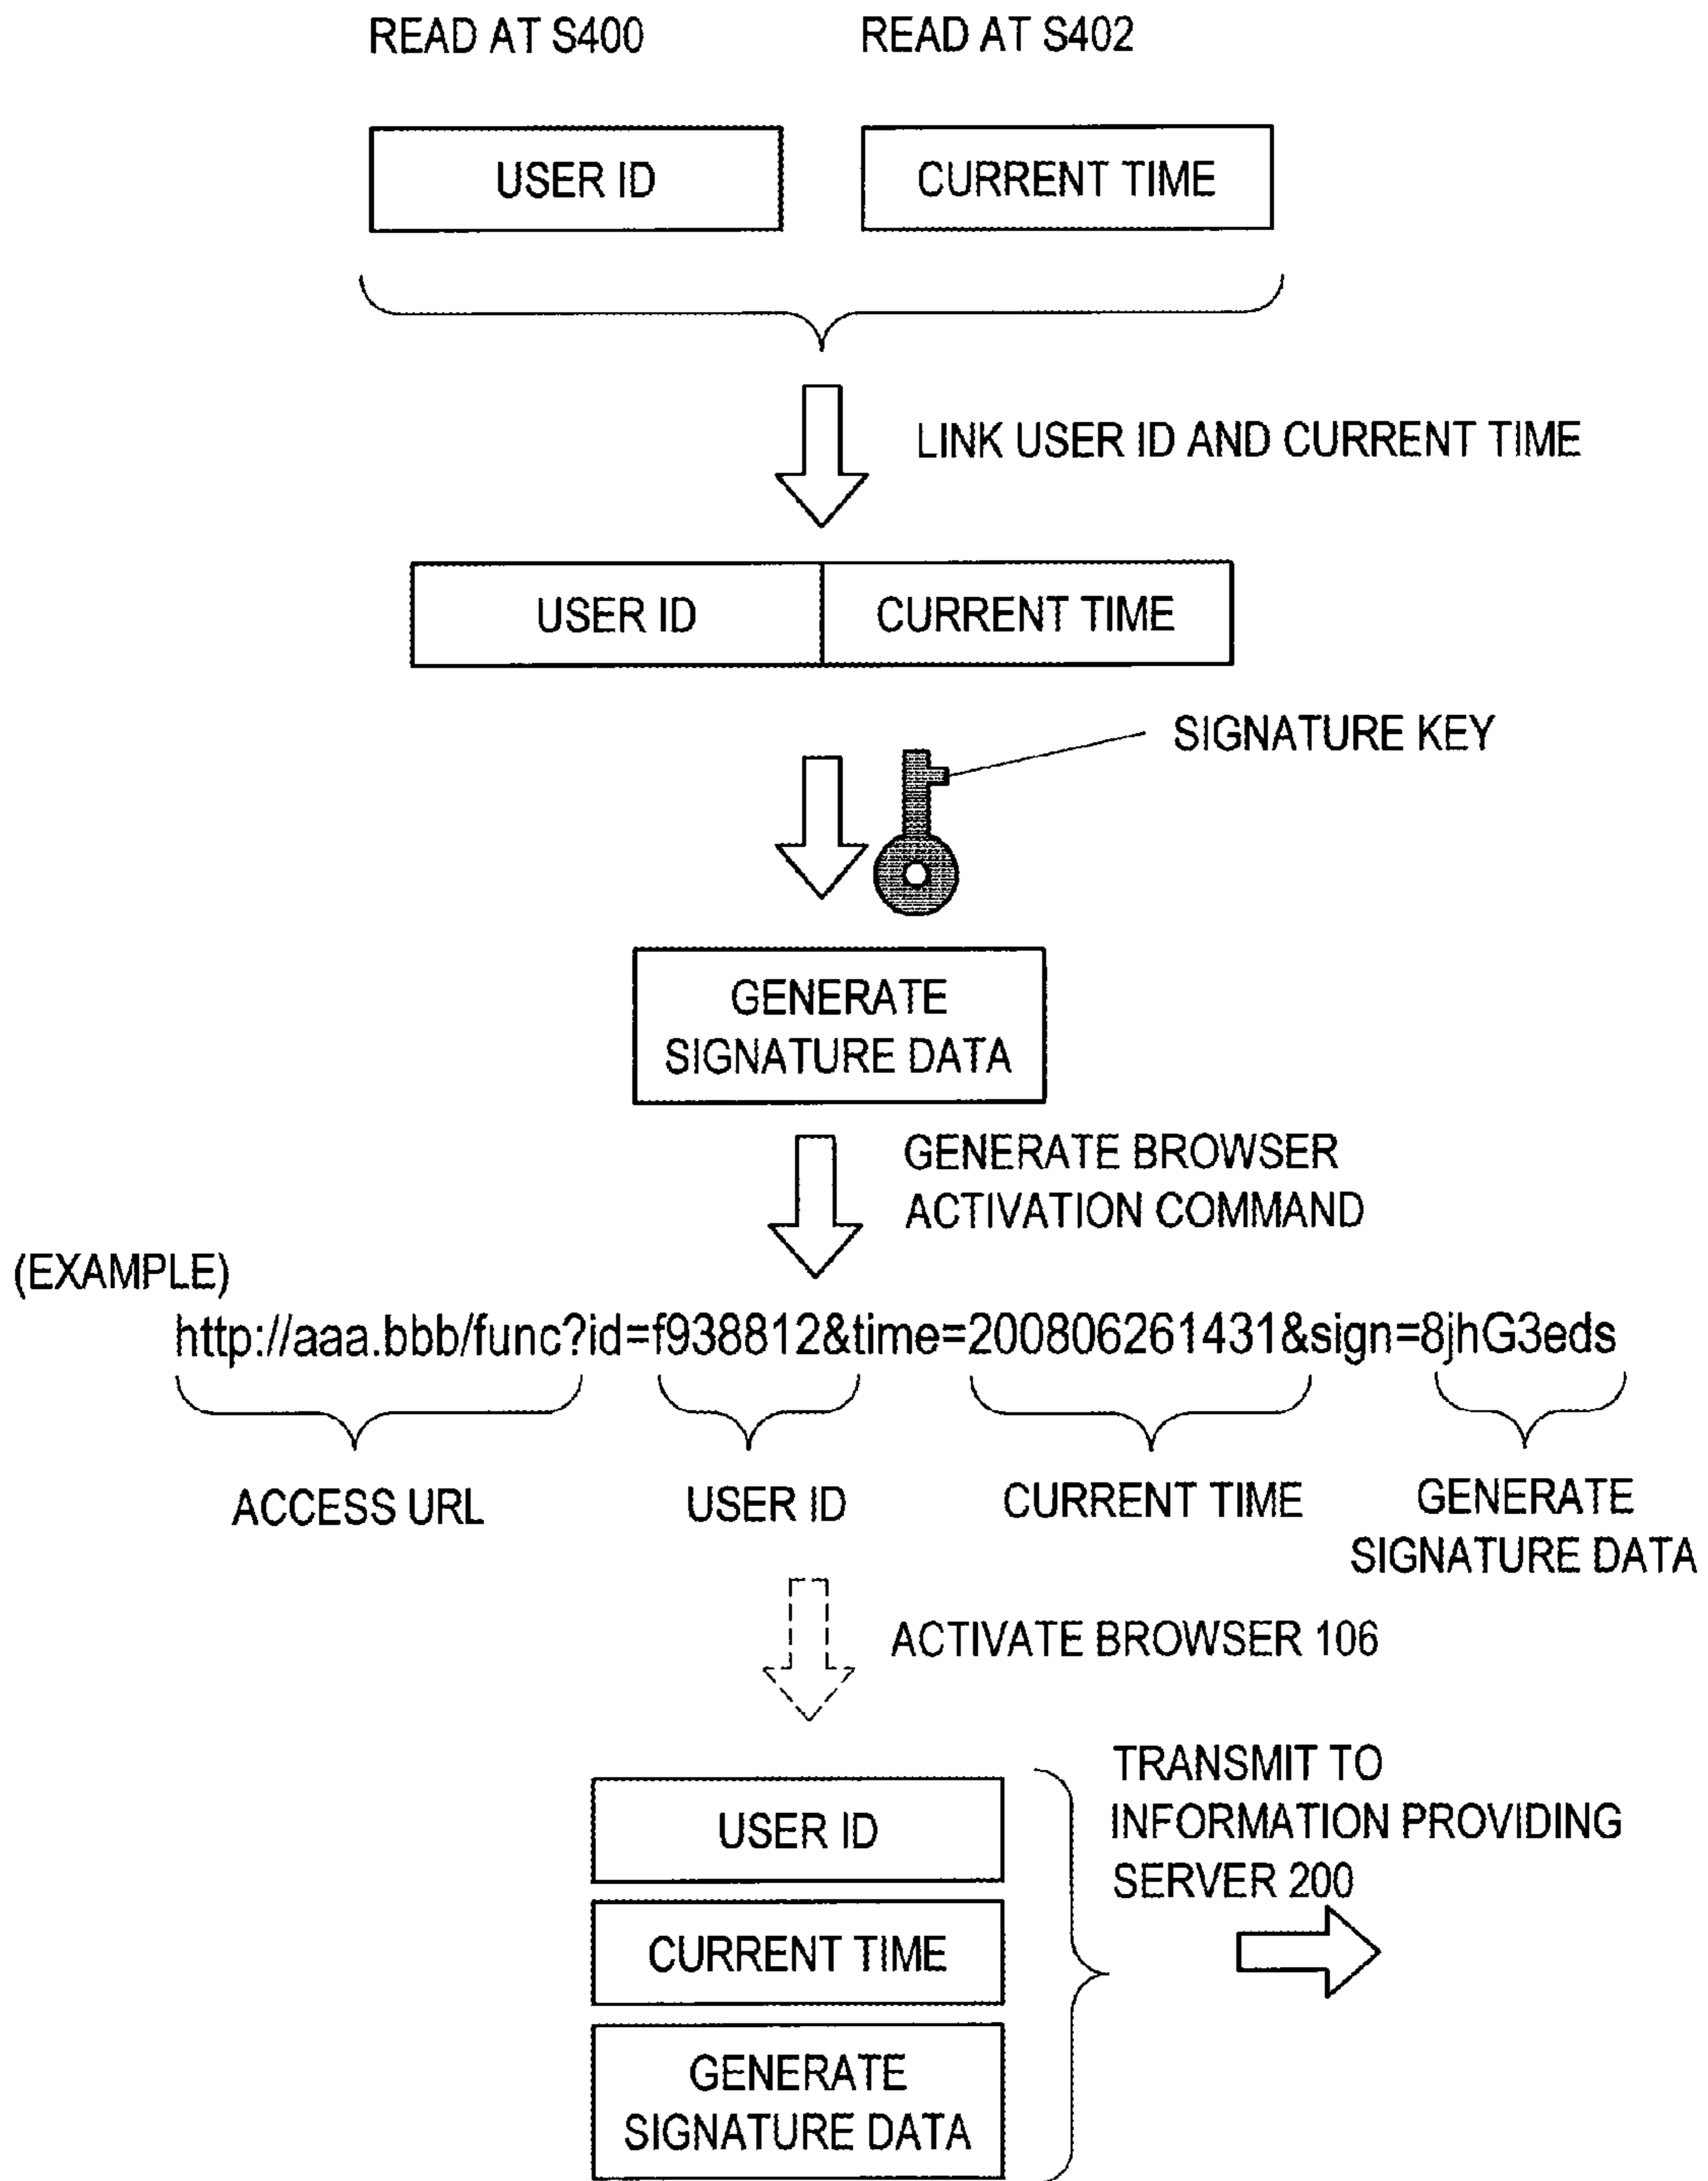 READ AT S400
READ AT S402
USER ID
CURRENT TIME
LINK USER ID AND CURRENT TIME
USER ID
CURRENT TIME
SIGNATURE KEY
GENERATE
SIGNATURE DATA
GENERATE BROWSER
ACTIVATION COMMAND
(EXAMPLE)
http://aaa.bbb/func?id=f938812&time=200806261431&sign=8jhG3eds
ACCESS URL
USER ID
CURRENT TIME
GENERATE
SIGNATURE DATA
ACTIVATE BROWSER 106
USER ID
CURRENT TIME
GENERATE
SIGNATURE DATA
TRANSMIT TO
INFORMATION PROVIDING
SERVER 200